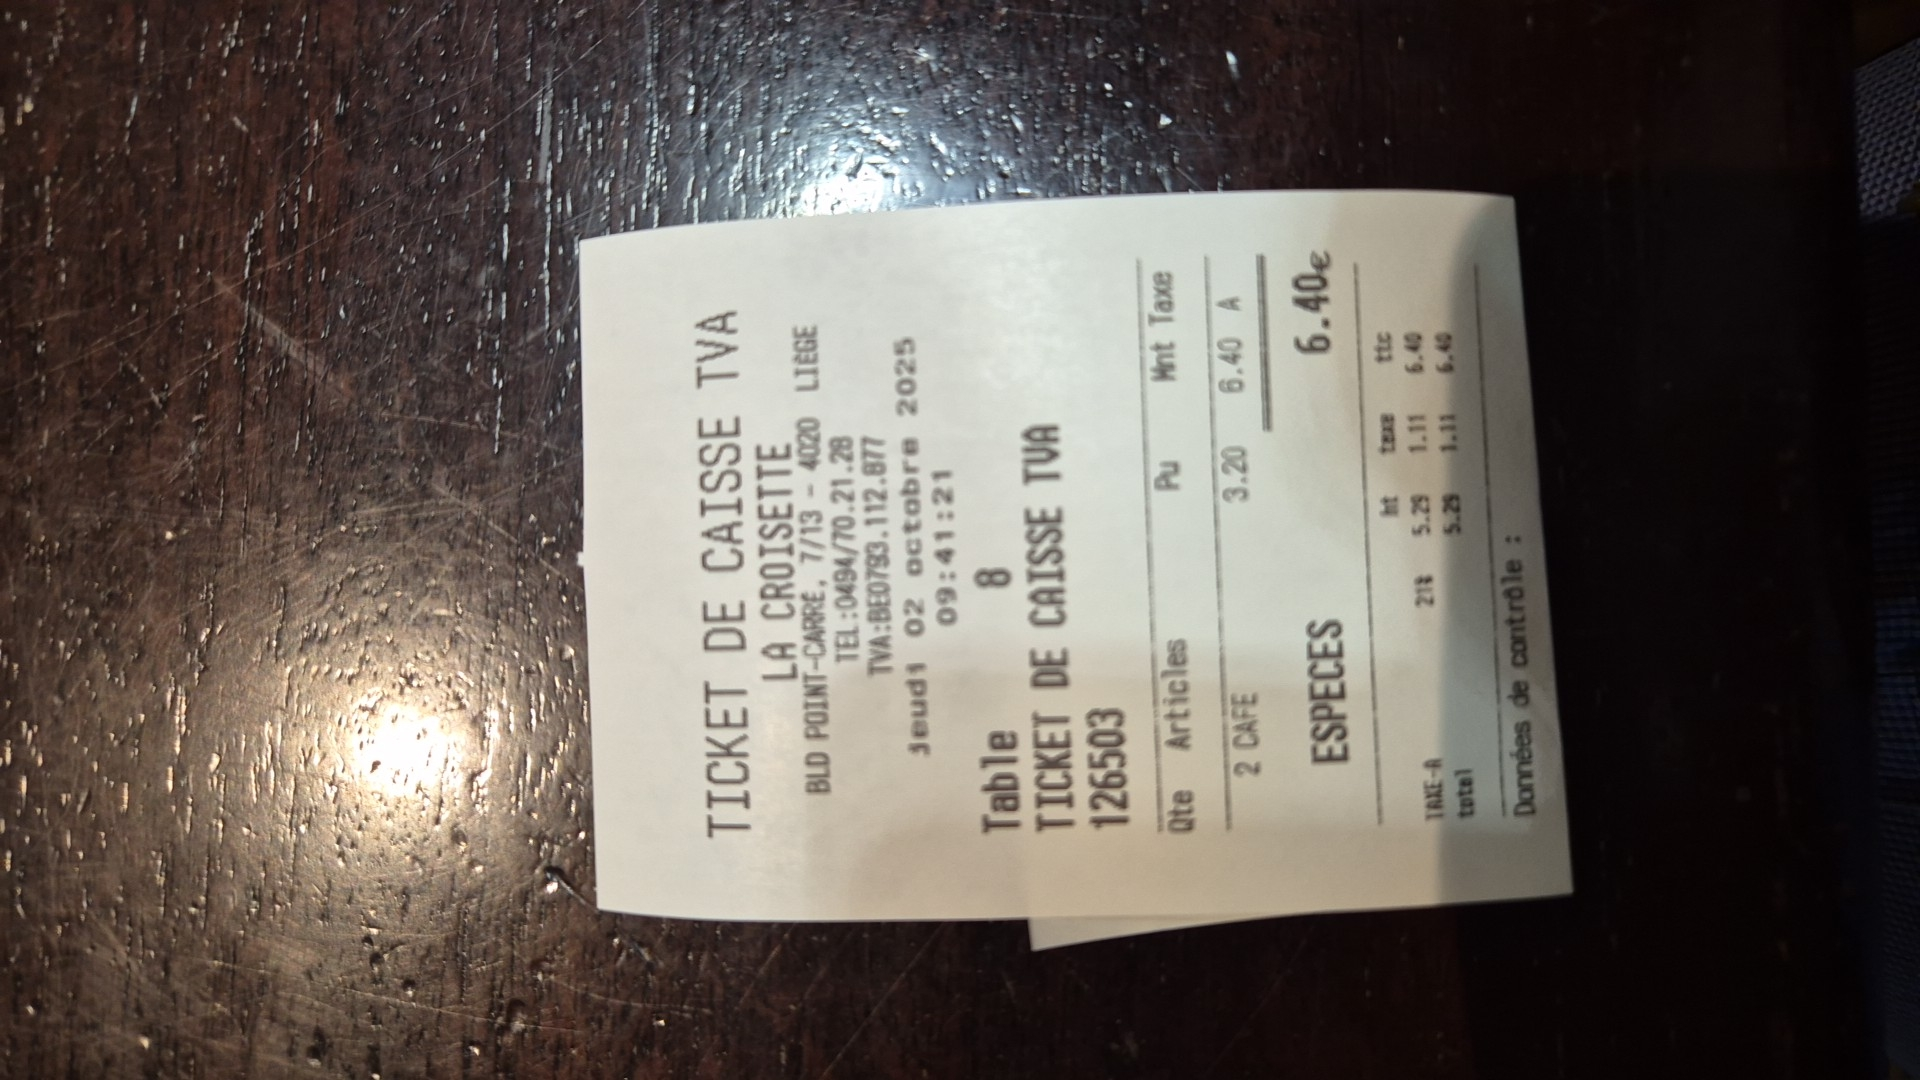 TICKET DE CAISSE TVA
LA CROISETTE
BLD POINT-CARRÉ, 7/13 - 4020 LIÈGE
TEL:0494/70.21.28
TVA:BE0793.112.877
jeudi 02 octobre 2025
09:41:21
Table 8
TICKET DE CAISSE TVA
126503
Qte Articles Pu Mnt Taxe
2 CAFE 3.20 6.40 A
ESPECES 6.40€
ht taxe ttc
TAXE-A 21% 5.29 1.11 6.40
total 5.29 1.11 6.40
Données de contrôle :